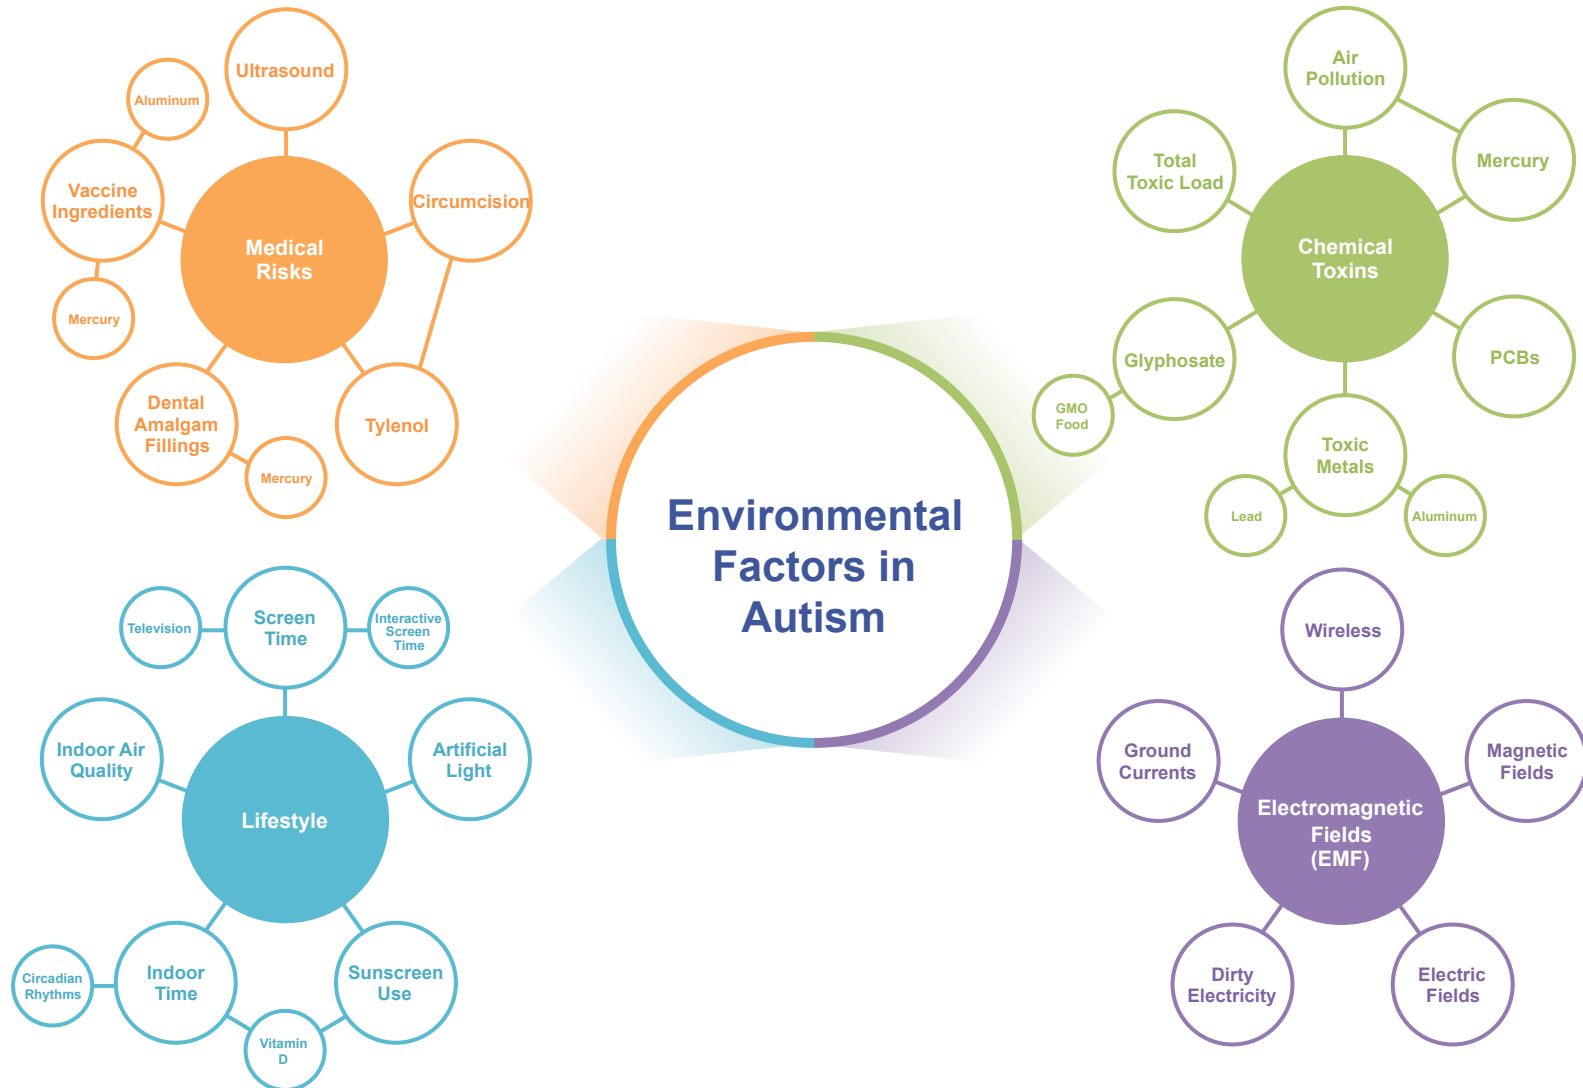 Ultrasound
Aluminum
Vaccine
Ingredients
Circumcision
Medical
Risks
Mercury
Dental
Amalgam
Fillings
Tylenol
Mercury
Air
Pollution
Total
Toxic Load
Mercury
Chemical
Toxins
Glyphosate
PCBs
GMO
Food
Toxic
Metals
Lead
Aluminum
Environmental
Factors in
Autism
Television
Screen
Time
Interactive
Screen
Time
Indoor Air
Quality
Artificial
Light
Lifestyle
Circadian
Rhythms
Indoor
Time
Sunscreen
Use
Vitamin
D
Wireless
Ground
Currents
Magnetic
Fields
Electromagnetic
Fields
(EMF)
Dirty
Electricity
Electric
Fields